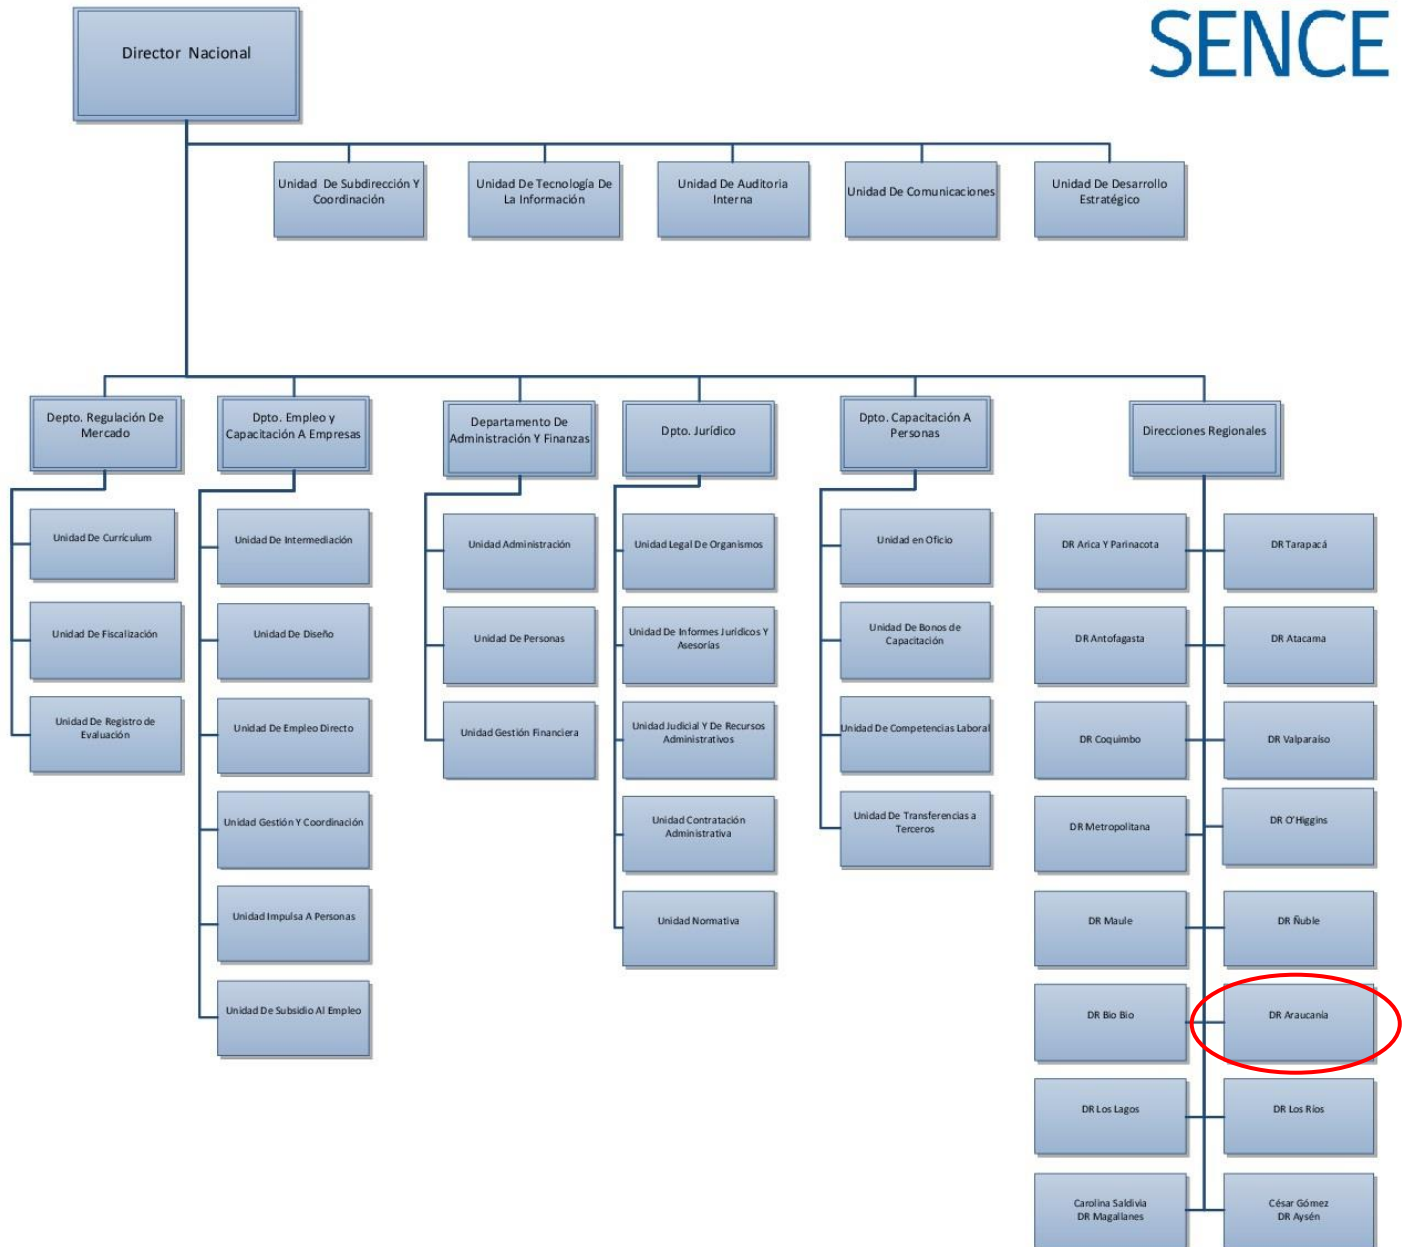 SENCE
Director Nacional
Unidad De Subdirección Y
Coordinación
Unidad De Tecnología De
La Información
Unidad De Auditoria
Interna
Unidad De Comunicaciones
Unidad De Desarrollo
Estratégico
Depto. Regulación De
Mercado
Dpto. Empleo y
Capacitación A Empresas
Departamento De
Administración Y Finanzas
Dpto. Jurídico
Dpto. Capacitación A
Personas
Direcciones Regionales
Unidad De Currículum
Unidad De Fiscalización
Unidad De Registro de
Evaluación
Unidad De Intermediación
Unidad De Diseño
Unidad De Empleo Directo
Unidad Gestión Y Coordinación
Unidad Impulsa A Personas
Unidad De Subsidio Al Empleo
Unidad Administración
Unidad De Personas
Unidad Gestión Financiera
Unidad Legal De Organismos
Unidad De Informes Jurídicos Y
Asesorías
Unidad Judicial Y De Recursos
Administrativos
Unidad Contratación
Administrativa
Unidad Normativa
Unidad en Oficio
Unidad De Bonos de
Capacitación
Unidad De Competencias Laboral
Unidad De Transferencias a
Terceros
DR Arica Y Parinacota
DR Tarapacá
DR Antofagasta
DR Atacama
DR Coquimbo
DR Valparaíso
DR Metropolitana
DR O'Higgins
DR Maule
DR Ñuble
DR Bio Bio
DR Araucanía
DR Los Lagos
DR Los Ríos
Carolina Saldivia
DR Magallanes
César Gómez
DR Aysén